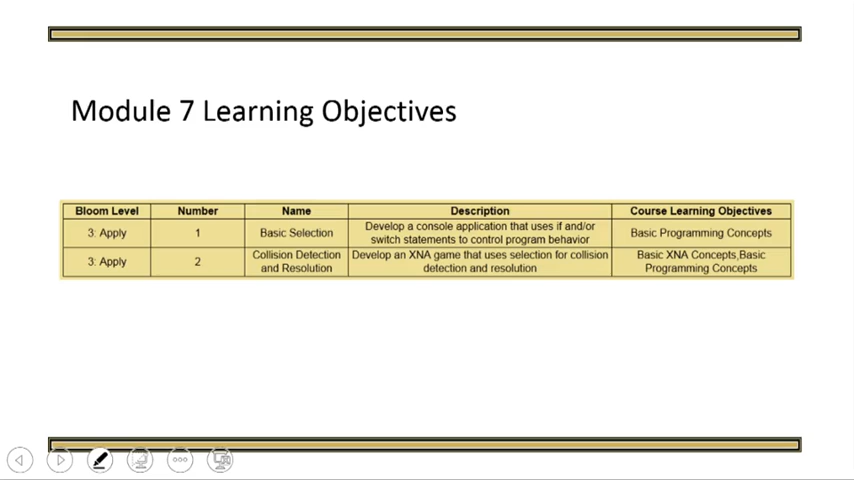 Module 7 Learning Objectives
Bloom Level Number Name Description Course Learning Objectives
3: Apply 1 Basic Selection Develop a console application that uses if and/or switch statements to control program behavior Basic Programming Concepts
3: Apply 2 Collision Detection and Resolution Develop an XNA game that uses selection for collision detection and resolution Basic XNA Concepts,Basic Programming Concepts